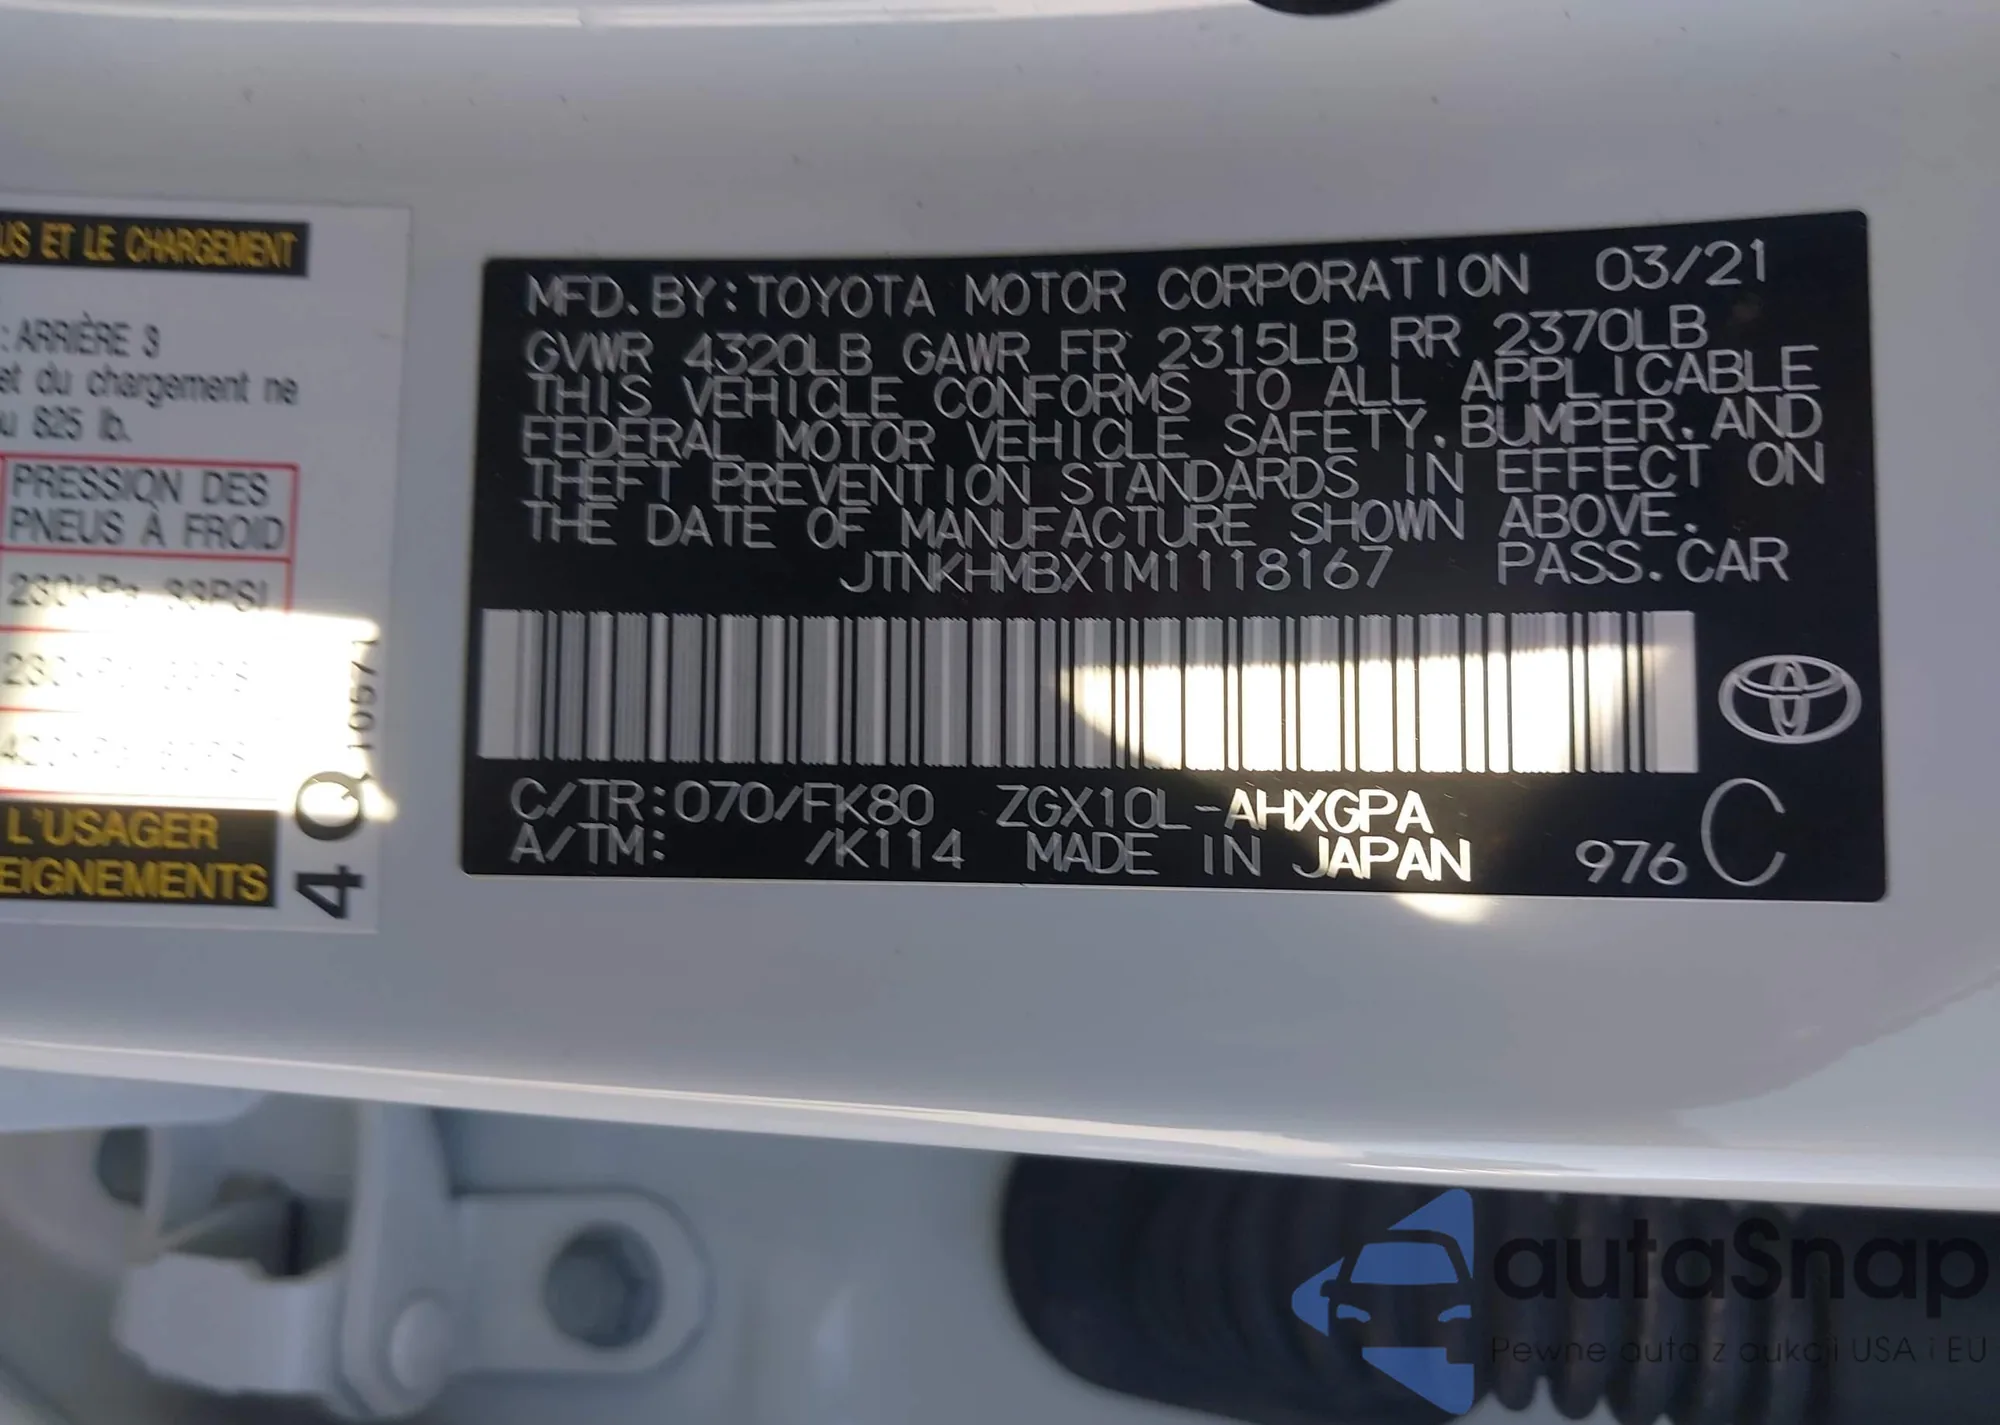 US ET LE CHARGEMENT
: ARRIÈRE 3
et du chargement ne
u 825 lb.
PRESSION DES
PNEUS À FROID
230kPa 33PSI
L'USAGER
EIGNEMENTS
4Q10571
MFD. BY:TOYOTA MOTOR CORPORATION 03/21
GVWR 4320LB GAWR FR 2315LB RR 2370LB
THIS VEHICLE CONFORMS TO ALL APPLICABLE
FEDERAL MOTOR VEHICLE SAFETY, BUMPER, AND
THEFT PREVENTION STANDARDS IN EFFECT ON
THE DATE OF MANUFACTURE SHOWN ABOVE.
JTNKHMBX1M1118167 PASS. CAR
C/TR:070/FK80 ZGX10L-AHXGPA
A/TM: /K114 MADE IN JAPAN 976 C
autaSnap
Pewne auta z aukcji USA i EU